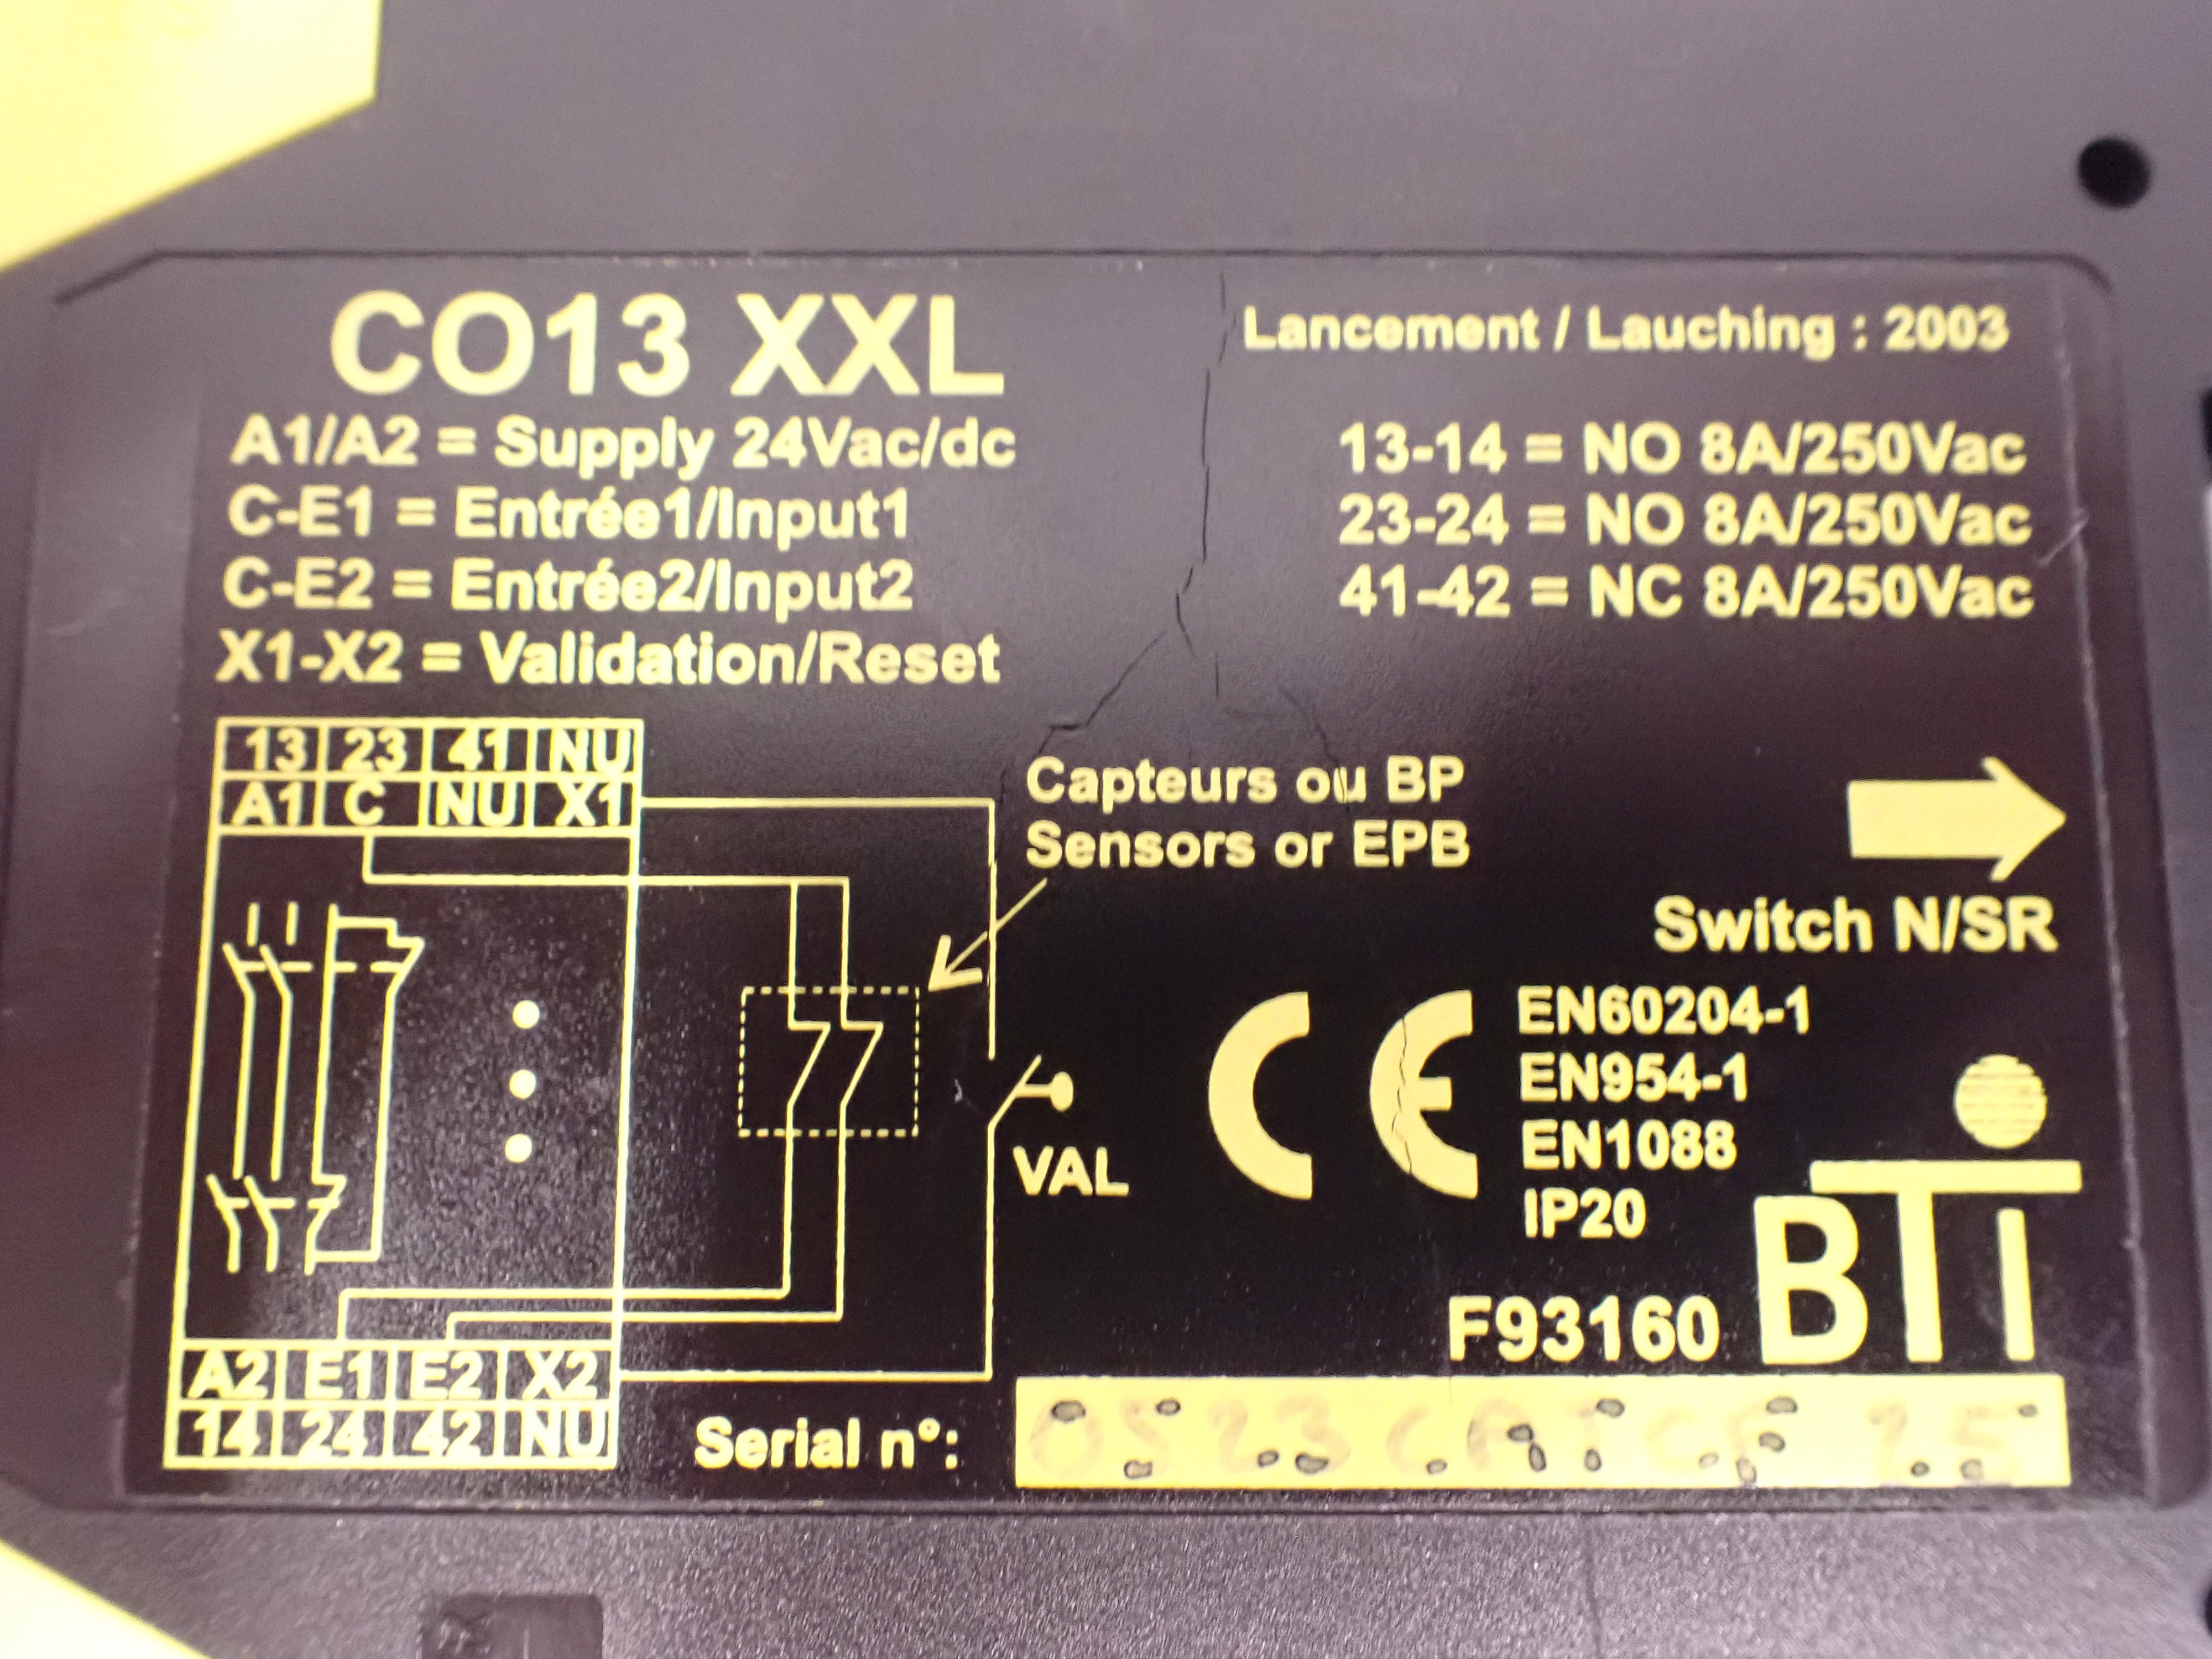 CO13 XXL
Lancement / Lauching : 2003
A1/A2 = Supply 24Vac/dc
C-E1 = Entrée1/Input1
C-E2 = Entrée2/Input2
X1-X2 = Validation/Reset
13-14 = NO 8A/250Vac
23-24 = NO 8A/250Vac
41-42 = NC 8A/250Vac
13 23 41 NU
A1 C NU X1
Capteurs ou BP
Sensors or EPB
VAL
A2 E1 E2 X2
14 24 42 NU
Switch N/SR
EN60204-1
EN954-1
EN1088
IP20
CE
F93160
BTi
Serial n°: